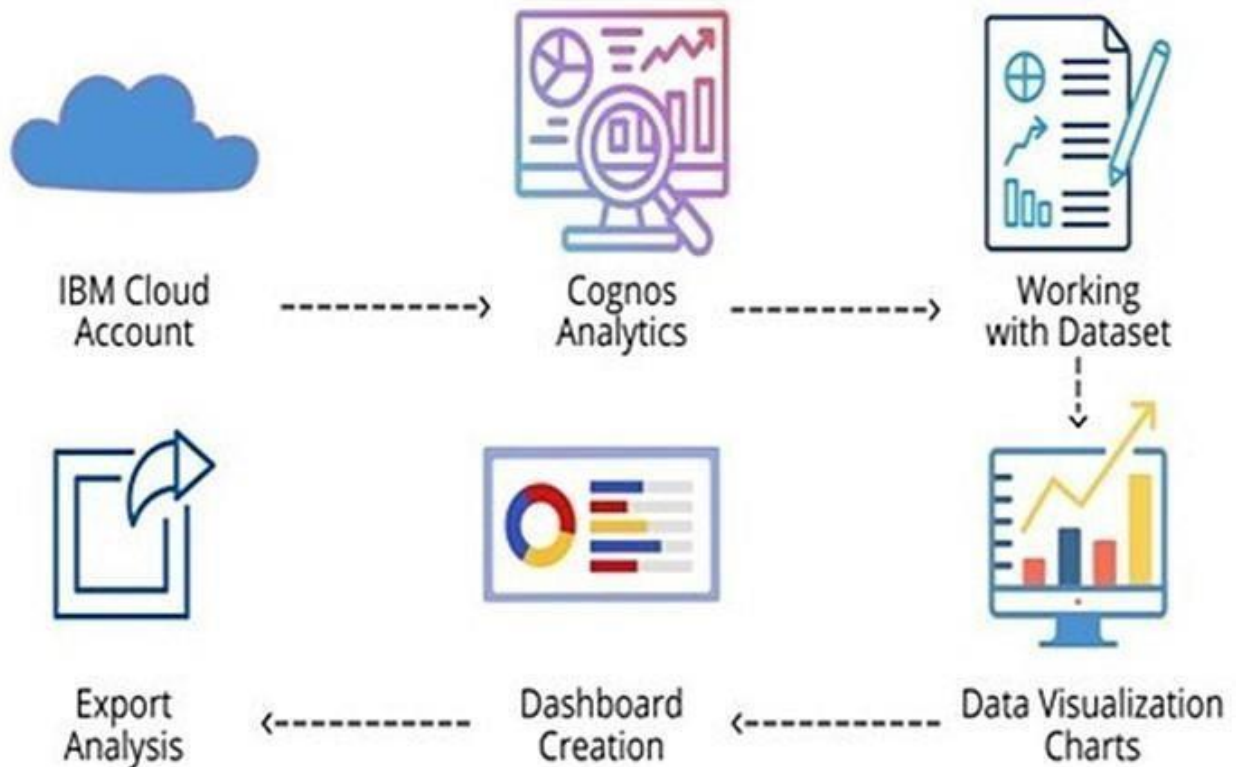 IBM Cloud
Account
Cognos
Analytics
Working
with Dataset
Export
Analysis
Dashboard
Creation
Data Visualization
Charts